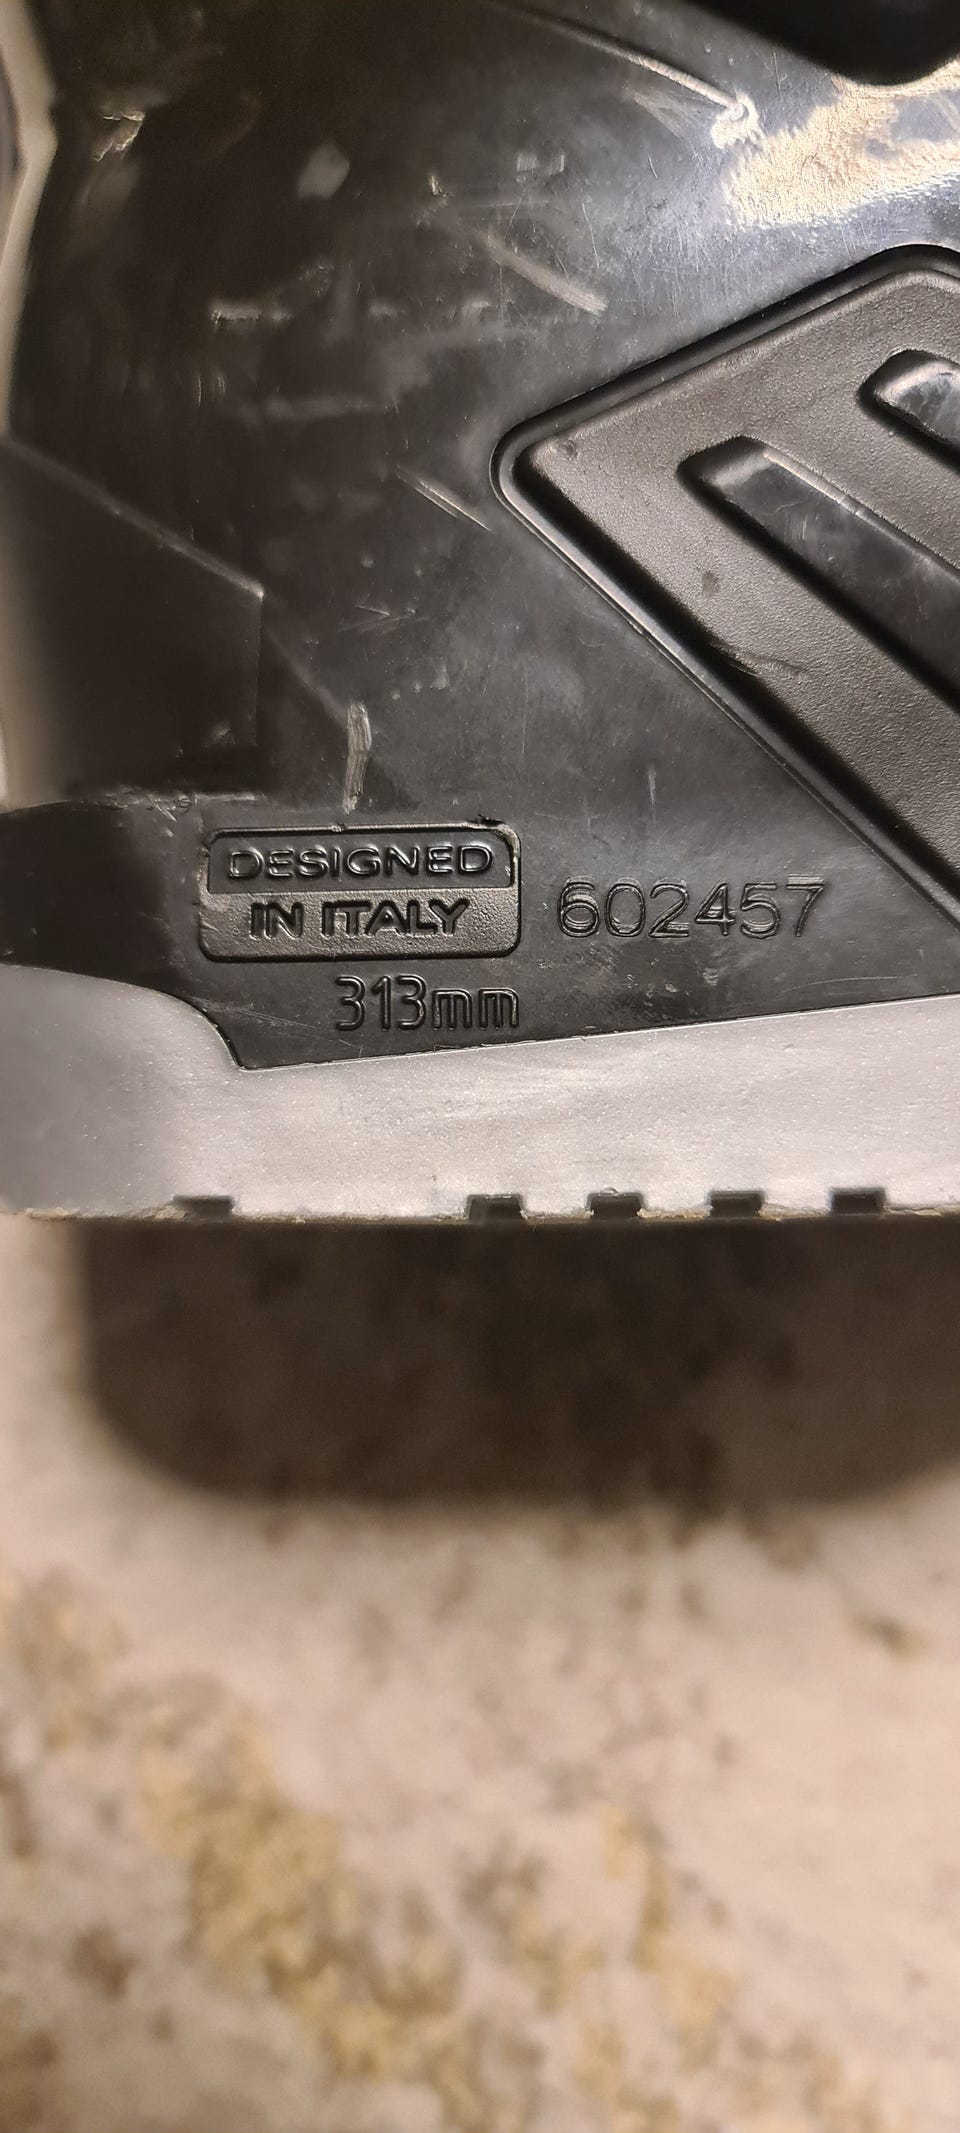 DESIGNED
IN ITALY
602457
313mm